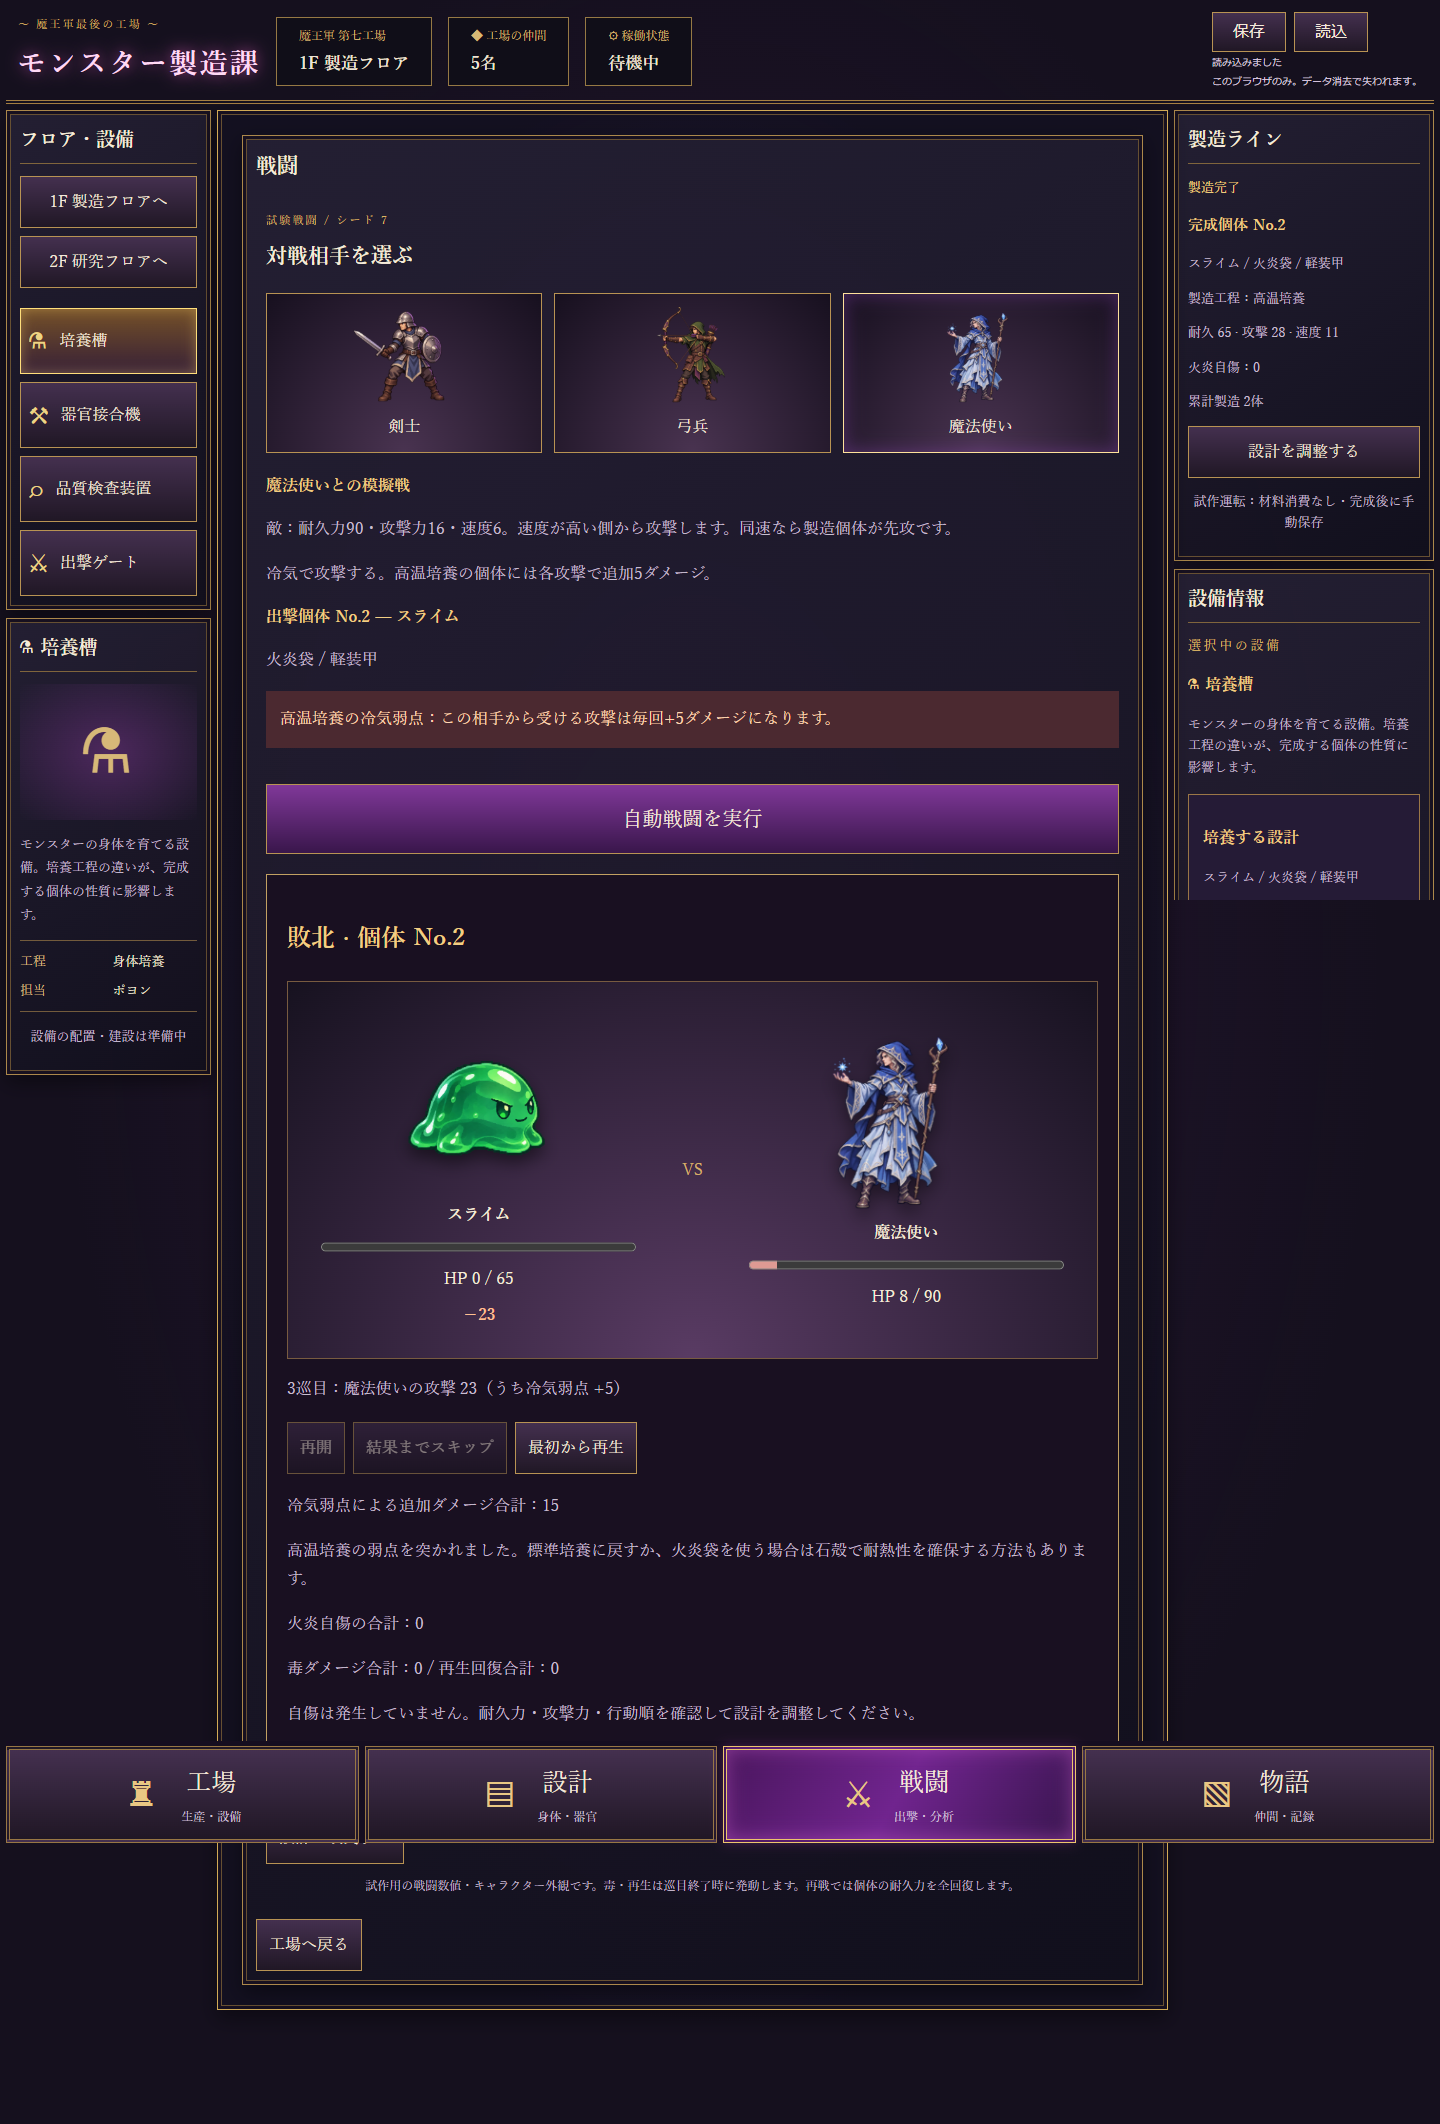 ～ 魔王軍最後の工場 ～
モンスター製造課
魔王軍 第七工場
1F 製造フロア
◆ 工場の仲間
5名
⚙ 稼働状態
待機中
保存
読込
読み込みました
このブラウザのみ。データ消去で失われます。
フロア・設備
1F 製造フロアへ
2F 研究フロアへ
培養槽
器官接合機
品質検査装置
出撃ゲート
培養槽
モンスターの身体を育てる設
備。培養工程の違いが、完成
する個体の性質に影響しま
す。
工程 身体培養
担当 ポヨン
設備の配置・建設は準備中
戦闘
試験戦闘 / シード 7
対戦相手を選ぶ
剣士
弓兵
魔法使い
魔法使いとの模擬戦
敵：耐久力90・攻撃力16・速度6。速度が高い側から攻撃します。同速なら製造個体が先攻です。
冷気で攻撃する。高温培養の個体には各攻撃で追加5ダメージ。
出撃個体 No.2 — スライム
火炎袋 / 軽装甲
高温培養の冷気弱点：この相手から受ける攻撃は毎回+5ダメージになります。
自動戦闘を実行
敗北 · 個体 No.2
スライム
HP 0 / 65
−23
VS
魔法使い
HP 8 / 90
3巡目：魔法使いの攻撃 23（うち冷気弱点 +5）
再開
結果までスキップ
最初から再生
冷気弱点による追加ダメージ合計：15
高温培養の弱点を突かれました。標準培養に戻すか、火炎袋を使う場合は石殻で耐熱性を確保する方法もありま
す。
火炎自傷の合計：0
毒ダメージ合計：0 / 再生回復合計：0
自傷は発生していません。耐久力・攻撃力・行動順を確認して設計を調整してください。
試作用の戦闘数値・キャラクター外観です。毒・再生は巡目終了時に発動します。再戦では個体の耐久力を全回復します。
工場へ戻る
製造ライン
製造完了
完成個体 No.2
スライム / 火炎袋 / 軽装甲
製造工程：高温培養
耐久 65 · 攻撃 28 · 速度 11
火炎自傷：0
累計製造 2体
設計を調整する
試作運転：材料消費なし・完成後に手
動保存
設備情報
選択中の設備
培養槽
モンスターの身体を育てる設備。培養
工程の違いが、完成する個体の性質に
影響します。
培養する設計
スライム / 火炎袋 / 軽装甲
工場
生産・設備
設計
身体・器官
戦闘
出撃・分析
物語
仲間・記録